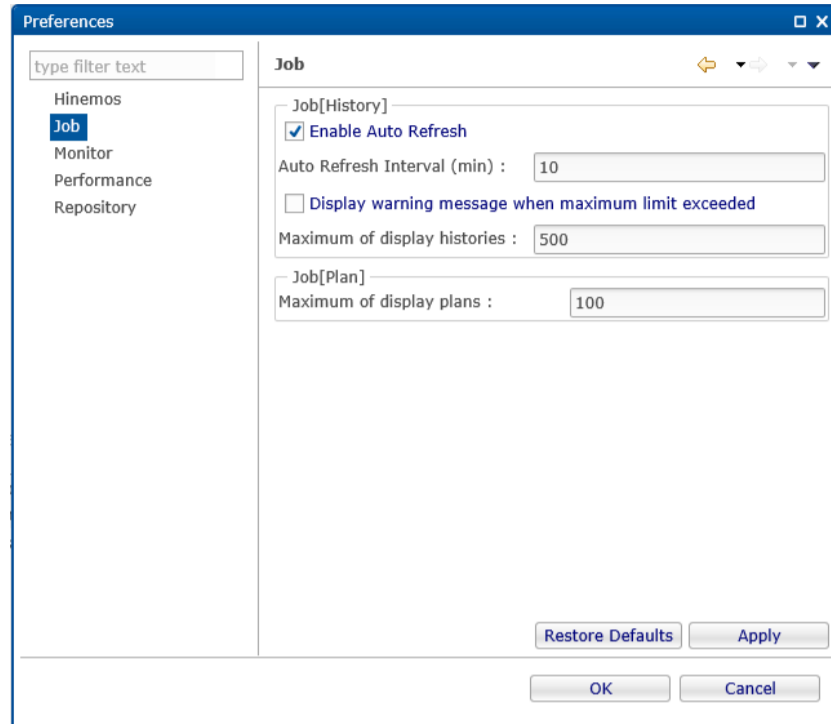 Preferences
type filter text
Hinemos
Job
Monitor
Performance
Repository
Job
Job[History]
Enable Auto Refresh
Auto Refresh Interval (min) : 10
Display warning message when maximum limit exceeded
Maximum of display histories : 500
Job[Plan]
Maximum of display plans : 100
Restore Defaults Apply
OK Cancel